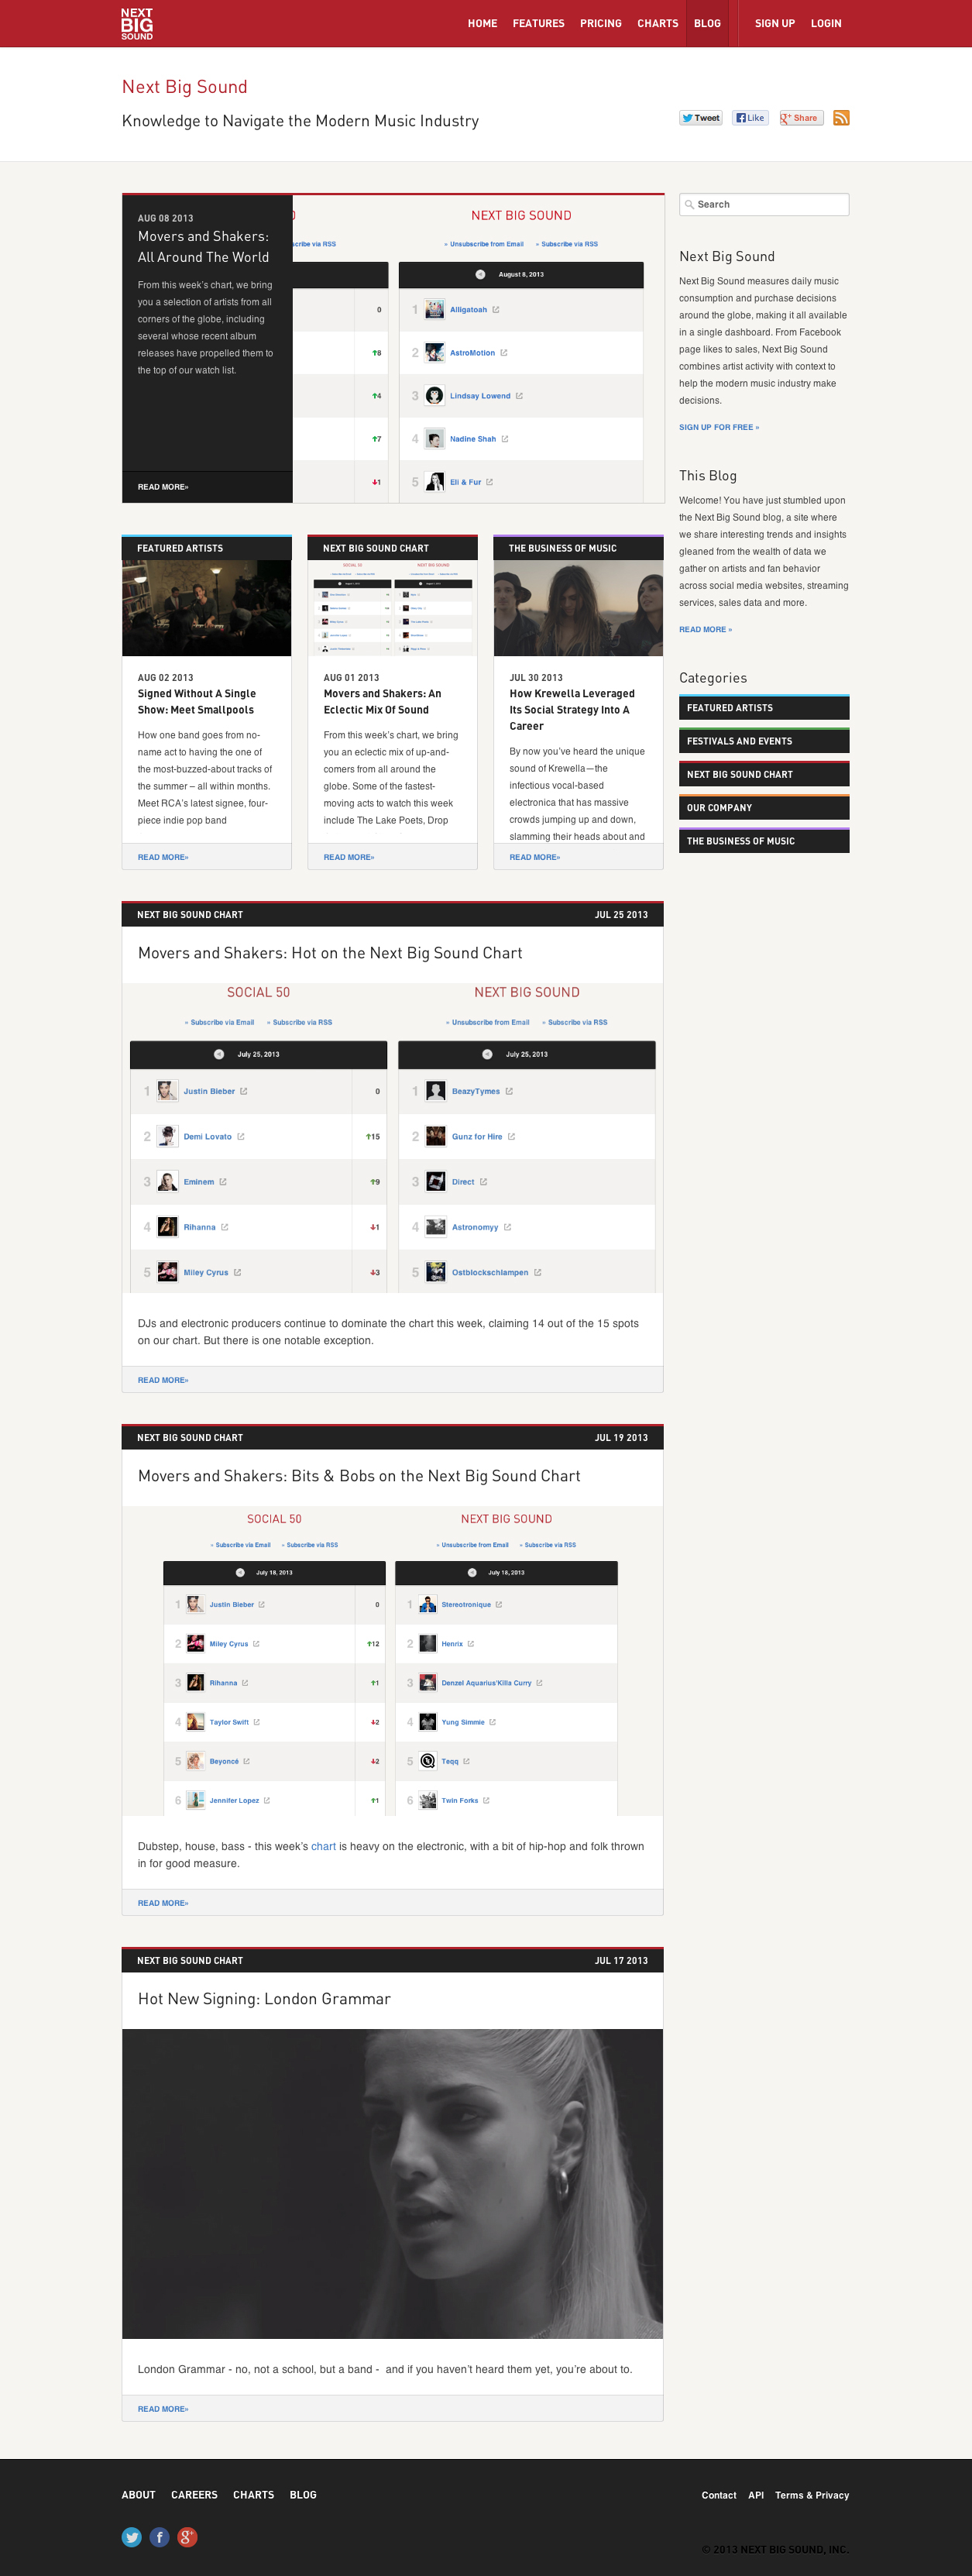 NEXT
BIG
SOUND
HOME FEATURES PRICING CHARTS BLOG SIGN UP LOGIN
Next Big Sound
Knowledge to Navigate the Modern Music Industry
Tweet Like Share
AUG 08 2013
Movers and Shakers:
All Around The World
From this week's chart, we bring
you a selection of artists from all
corners of the globe, including
several whose recent album
releases have propelled them to
the top of our watch list.
READ MORE»
scribe via RSS
0
8
4
7
1
NEXT BIG SOUND
» Unsubscribe from Email » Subscribe via RSS
August 8, 2013
1 Alligatoah
2 AstroMotion
3 Lindsay Lowend
4 Nadine Shah
5 Eli & Fur
Search
Next Big Sound
Next Big Sound measures daily music
consumption and purchase decisions
around the globe, making it all available
in a single dashboard. From Facebook
page likes to sales, Next Big Sound
combines artist activity with context to
help the modern music industry make
decisions.
SIGN UP FOR FREE »
This Blog
Welcome! You have just stumbled upon
the Next Big Sound blog, a site where
we share interesting trends and insights
gleaned from the wealth of data we
gather on artists and fan behavior
across social media websites, streaming
services, sales data and more.
READ MORE »
Categories
FEATURED ARTISTS
FESTIVALS AND EVENTS
NEXT BIG SOUND CHART
OUR COMPANY
THE BUSINESS OF MUSIC
FEATURED ARTISTS
AUG 02 2013
Signed Without A Single
Show: Meet Smallpools
How one band goes from no-
name act to having the one of
the most-buzzed-about tracks of
the summer – all within months.
Meet RCA's latest signee, four-
piece indie pop band
READ MORE»
NEXT BIG SOUND CHART
SOCIAL 50 NEXT BIG SOUND
AUG 01 2013
Movers and Shakers: An
Eclectic Mix Of Sound
From this week's chart, we bring
you an eclectic mix of up-and-
comers from all around the
globe. Some of the fastest-
moving acts to watch this week
include The Lake Poets, Drop
READ MORE»
THE BUSINESS OF MUSIC
JUL 30 2013
How Krewella Leveraged
Its Social Strategy Into A
Career
By now you've heard the unique
sound of Krewella—the
infectious vocal-based
electronica that has massive
crowds jumping up and down,
slamming their heads about and
READ MORE»
NEXT BIG SOUND CHART JUL 25 2013
Movers and Shakers: Hot on the Next Big Sound Chart
SOCIAL 50
» Subscribe via Email » Subscribe via RSS
July 25, 2013
1 Justin Bieber 0
2 Demi Lovato 15
3 Eminem 9
4 Rihanna 1
5 Miley Cyrus 3
NEXT BIG SOUND
» Unsubscribe from Email » Subscribe via RSS
July 25, 2013
1 BeazyTymes
2 Gunz for Hire
3 Direct
4 Astronomyy
5 Ostblockschlampen
DJs and electronic producers continue to dominate the chart this week, claiming 14 out of the 15 spots
on our chart. But there is one notable exception.
READ MORE»
NEXT BIG SOUND CHART JUL 19 2013
Movers and Shakers: Bits & Bobs on the Next Big Sound Chart
SOCIAL 50
» Subscribe via Email » Subscribe via RSS
July 18, 2013
1 Justin Bieber 0
2 Miley Cyrus 12
3 Rihanna 1
4 Taylor Swift 2
5 Beyoncé 2
6 Jennifer Lopez 1
NEXT BIG SOUND
» Unsubscribe from Email » Subscribe via RSS
July 18, 2013
1 Stereotronique
2 Henrix
3 Denzel Aquarius'Killa Curry
4 Yung Simmie
5 Teqq
6 Twin Forks
Dubstep, house, bass - this week's chart is heavy on the electronic, with a bit of hip-hop and folk thrown
in for good measure.
READ MORE»
NEXT BIG SOUND CHART JUL 17 2013
Hot New Signing: London Grammar
London Grammar - no, not a school, but a band - and if you haven't heard them yet, you're about to.
READ MORE»
ABOUT CAREERS CHARTS BLOG
Contact API Terms & Privacy
© 2013 NEXT BIG SOUND, INC.